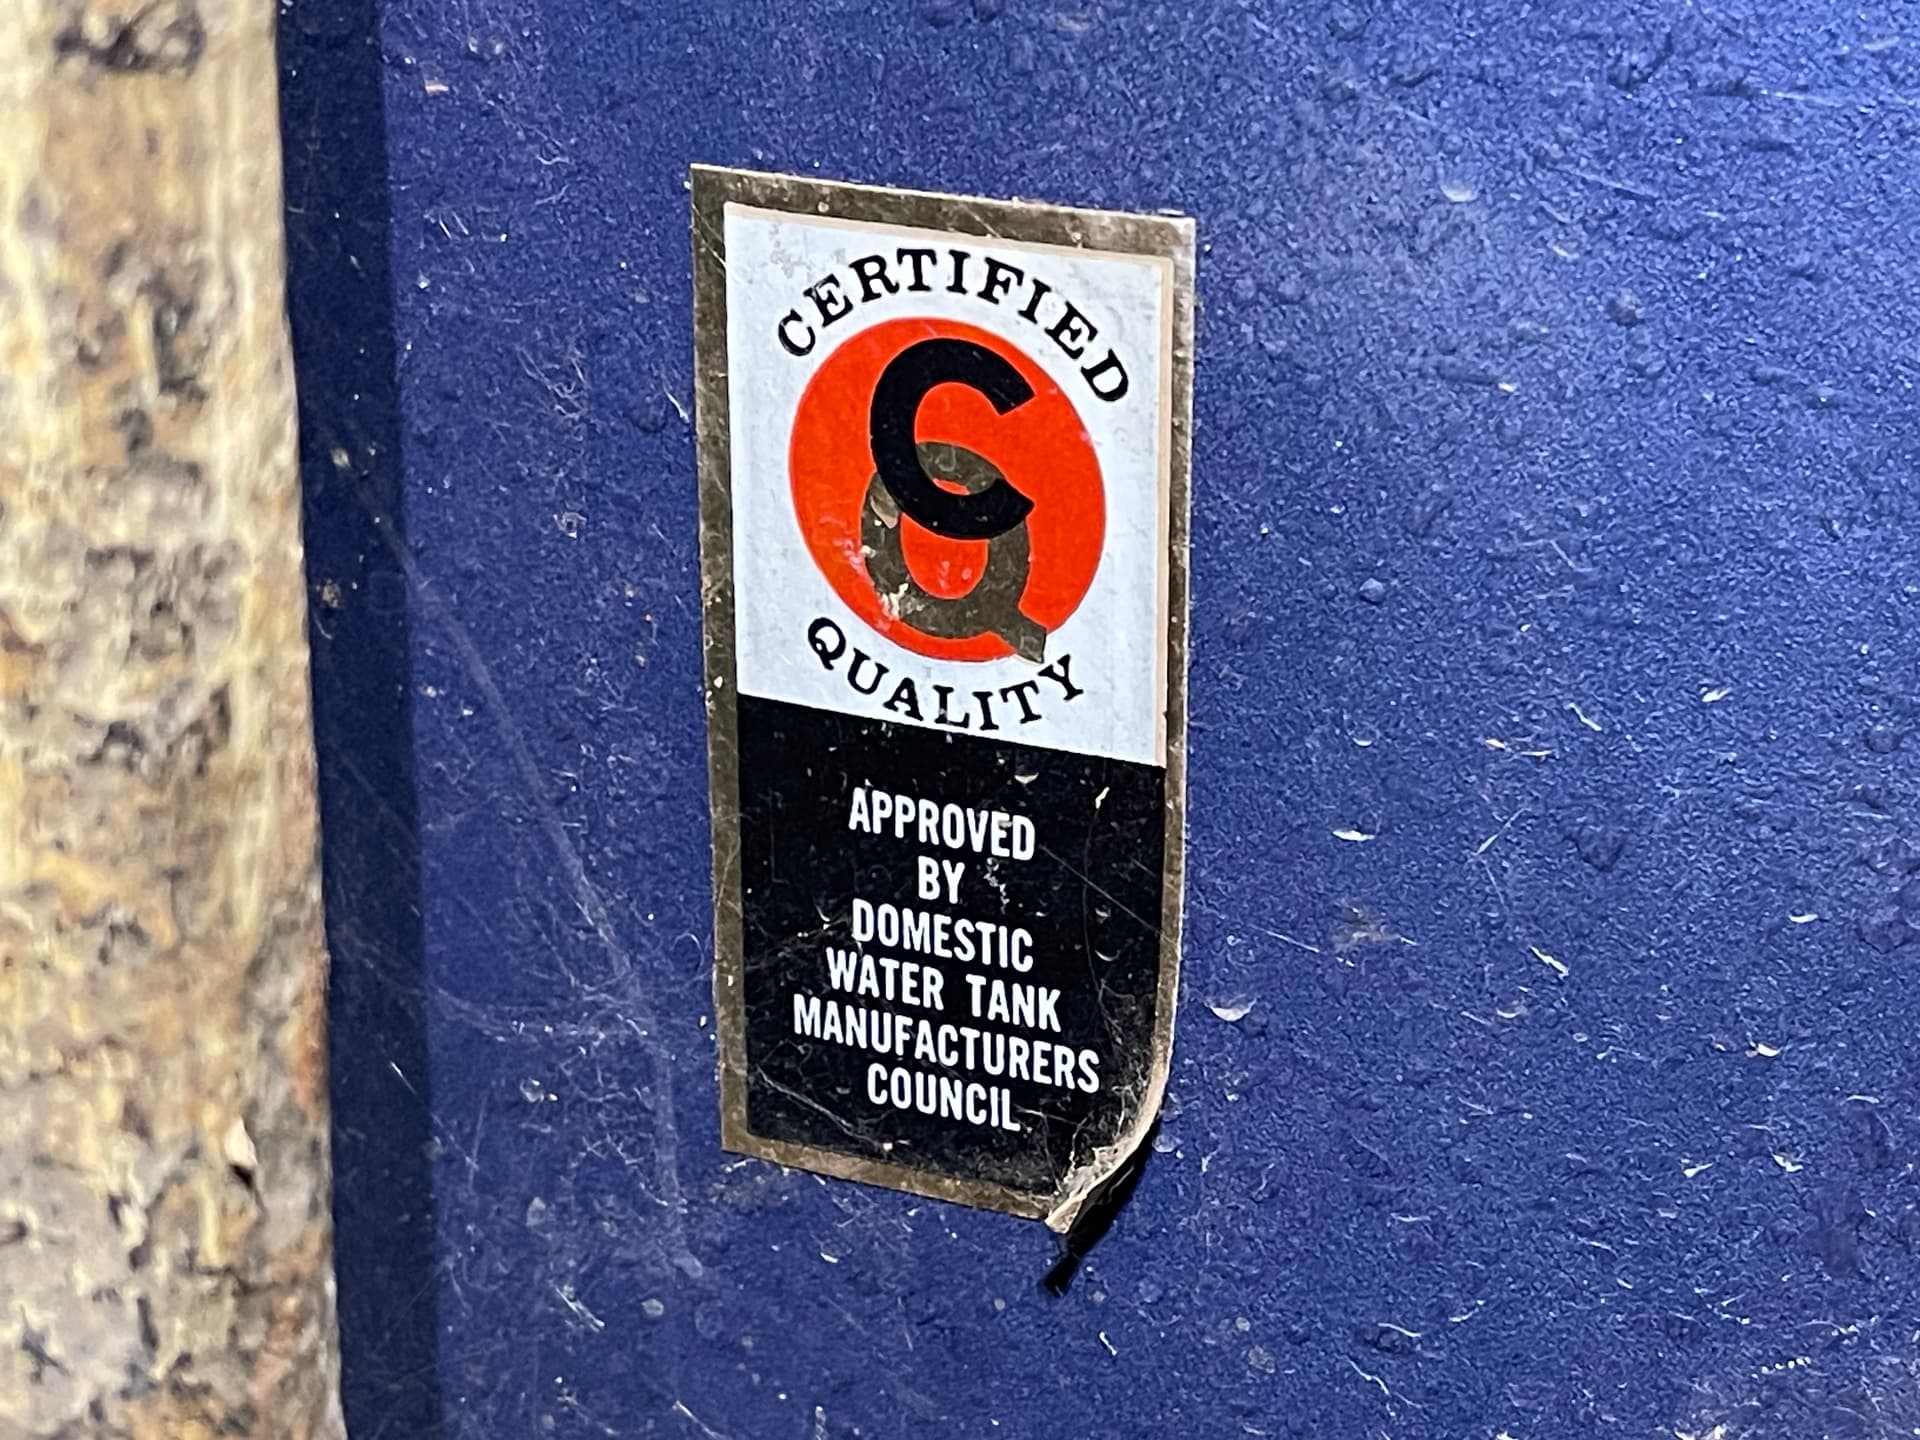 CERTIFIED
CQ
QUALITY
APPROVED
BY
DOMESTIC
WATER TANK
MANUFACTURERS
COUNCIL